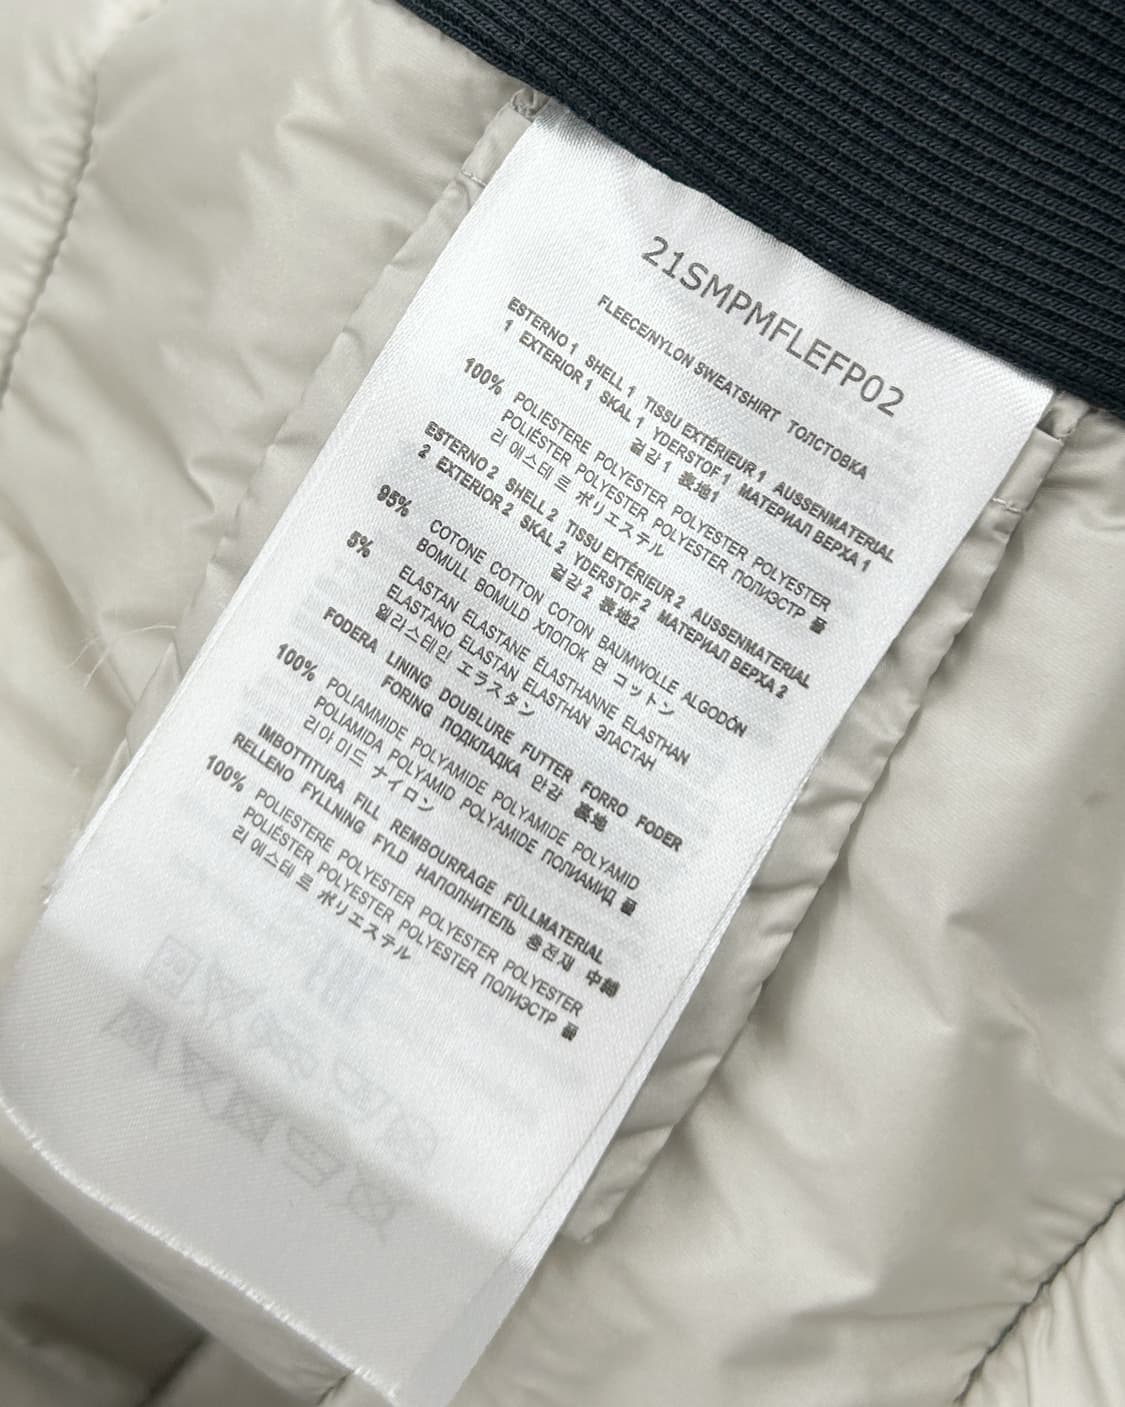 21SMPMFLEFP02
FLEECE/NYLON SWEATSHIRT ТОЛСТОВКА
ESTERNO 1 SHELL 1 TISSU EXTÉRIEUR 1 AUSSENMATERIAL
1 EXTERIOR 1 SKAL 1 YDERSTOF 1 МАТЕРИАЛ ВЕРХА 1
겉감 1 表地1
100% POLIESTERE POLYESTER POLYESTER POLYESTER
POLIÉSTER POLYESTER POLYESTER ПОЛИЭСТР 폴
리 에스테 르 ポリエステル
ESTERNO 2 SHELL 2 TISSU EXTÉRIEUR 2 AUSSENMATERIAL
2 EXTERIOR 2 SKAL 2 YDERSTOF 2 МАТЕРИАЛ ВЕРХА 2
겉감 2 表地2
95% COTONE COTTON COTON BAUMWOLLE ALGODÓN
BOMULL BOMULD ХЛОПОК 면 コットン
5% ELASTAN ELASTANE ÉLASTHANNE ELASTHAN
ELASTANO ELASTAN ELASTHAN ЭЛАСТАН
엘라스테인 エラスタン
FODERA LINING DOUBLURE FUTTER FORRO FODER
FORING ПОДКЛАДКА 안감 裏地
100% POLIAMMIDE POLYAMIDE POLYAMIDE POLYAMID
POLIAMIDA POLYAMID POLYAMIDE ПОЛИАМИД 폴
리아 미드 ナイロン
IMBOTTITURA FILL REMBOURRAGE FÜLLMATERIAL
RELLENO FYLLNING FYLD НАПОЛНИТЕЛЬ 충전재 中綿
100% POLIESTERE POLYESTER POLYESTER POLYESTER
POLIÉSTER POLYESTER POLYESTER ПОЛИЭСТР 폴
리 에스테 르 ポリエステル